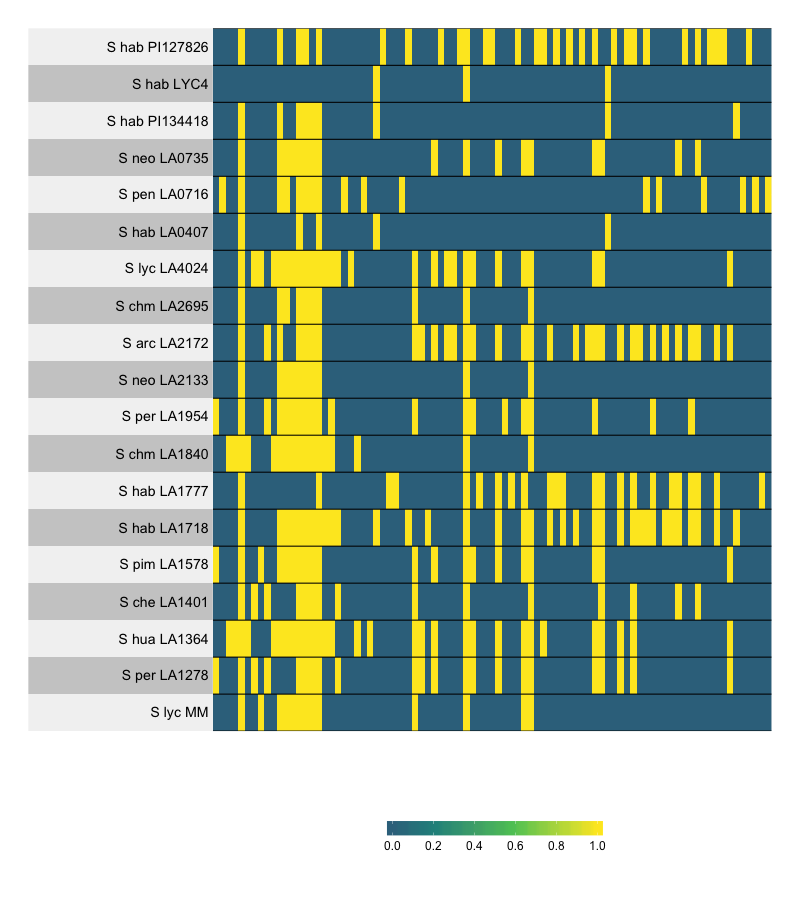 S hab PI127826
S hab LYC4
S hab PI134418
S neo LA0735
S pen LA0716
S hab LA0407
S lyc LA4024
S chm LA2695
S arc LA2172
S neo LA2133
S per LA1954
S chm LA1840
S hab LA1777
S hab LA1718
S pim LA1578
S che LA1401
S hua LA1364
S per LA1278
S lyc MM
0.0 0.2 0.4 0.6 0.8 1.0